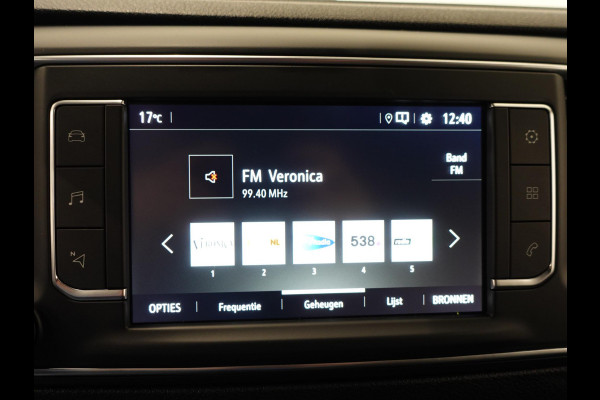 17°C 12:40
FM Veronica
99.40 MHz
Band
FM
VERONICA NL 538
1 2 3 4 5
OPTIES Frequentie Geheugen Lijst BRONNEN
N